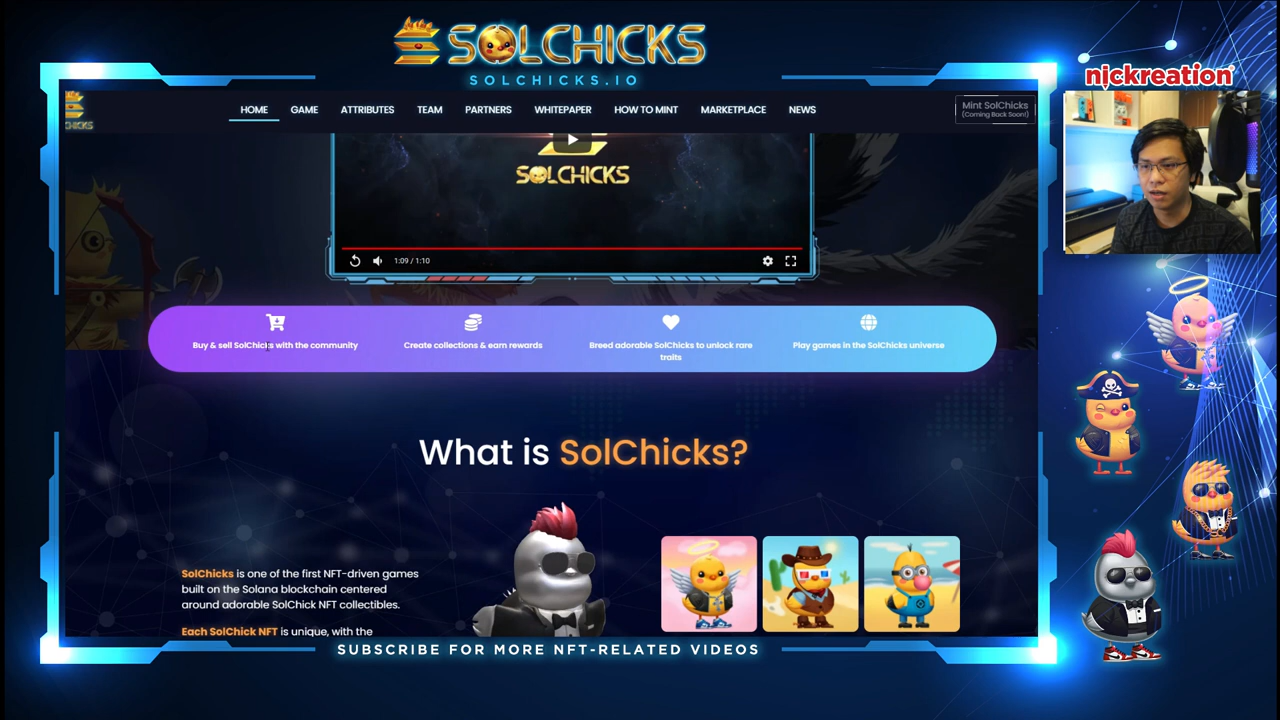 SOLCHICKS
SOLCHICKS.IO
nickreation
CHICKS
HOME GAME ATTRIBUTES TEAM PARTNERS WHITEPAPER HOW TO MINT MARKETPLACE NEWS
Mint SolChicks
(Coming Back Soon!)
SOLCHICKS
1:09 / 1:10
Buy & sell SolChicks with the community
Create collections & earn rewards
Breed adorable SolChicks to unlock rare
traits
Play games in the SolChicks universe
What is SolChicks?
SolChicks is one of the first NFT-driven games
built on the Solana blockchain centered
around adorable SolChick NFT collectibles.
Each SolChick NFT is unique, with the
SUBSCRIBE FOR MORE NFT-RELATED VIDEOS